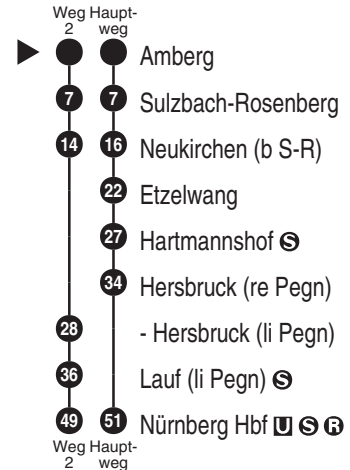 Weg Haupt-
2 weg
Amberg
7 7 Sulzbach-Rosenberg
14 16 Neukirchen (b S-R)
22 Etzelwang
27 Hartmannshof S
34 Hersbruck (re Pegn)
28 - Hersbruck (li Pegn)
36 Lauf (li Pegn) S
49 51 Nürnberg Hbf U S R
Weg Haupt-
2 weg